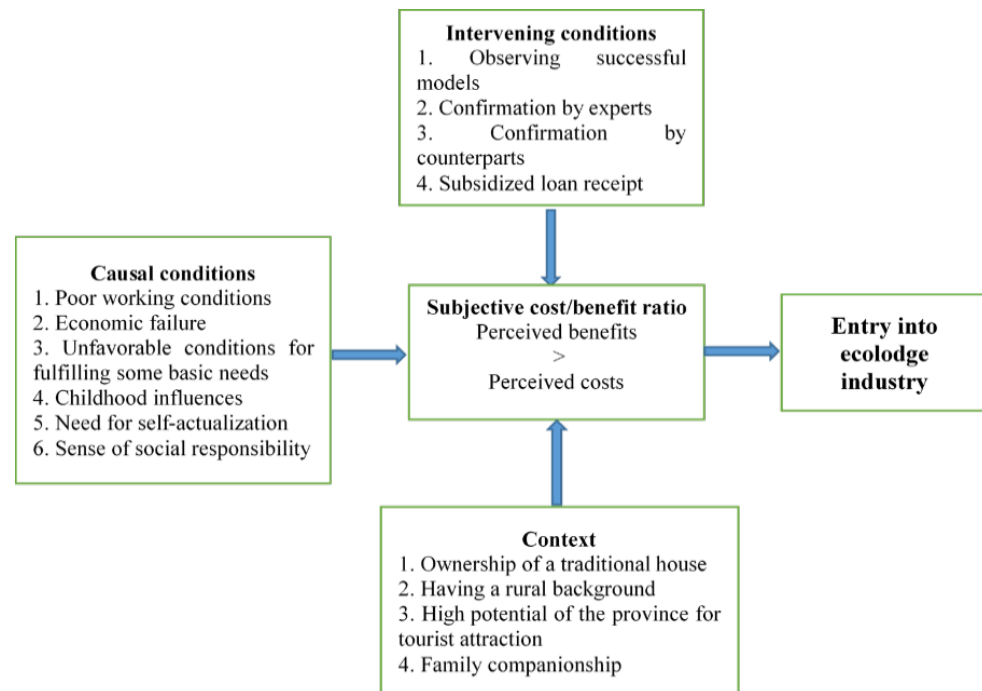 Intervening conditions
1. Observing successful
models
2. Confirmation by experts
3. Confirmation by
counterparts
4. Subsidized loan receipt
Causal conditions
1. Poor working conditions
2. Economic failure
3. Unfavorable conditions for
fulfilling some basic needs
4. Childhood influences
5. Need for self-actualization
6. Sense of social responsibility
Subjective cost/benefit ratio
Perceived benefits
>
Perceived costs
Entry into
ecolodge
industry
Context
1. Ownership of a traditional house
2. Having a rural background
3. High potential of the province for
tourist attraction
4. Family companionship